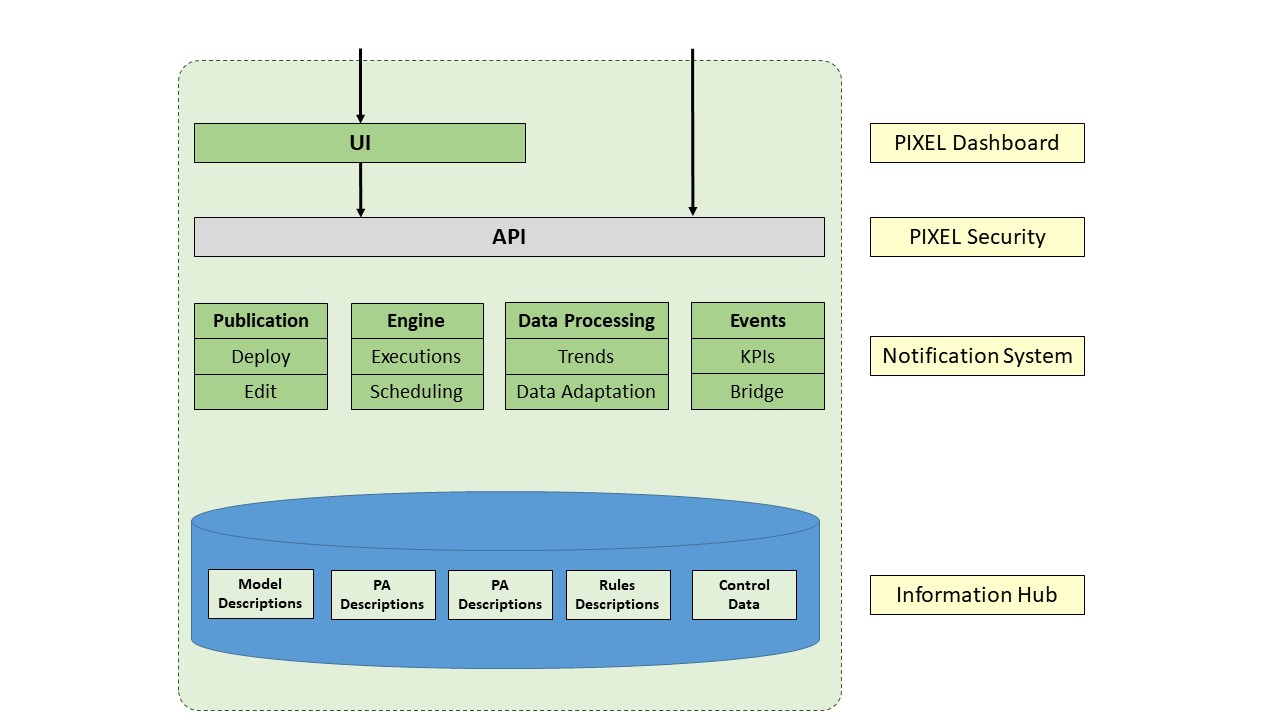 UI
PIXEL Dashboard
API
PIXEL Security
Publication
Deploy
Edit
Engine
Executions
Scheduling
Data Processing
Trends
Data Adaptation
Events
KPIs
Bridge
Notification System
Model
Descriptions
PA
Descriptions
PA
Descriptions
Rules
Descriptions
Control
Data
Information Hub